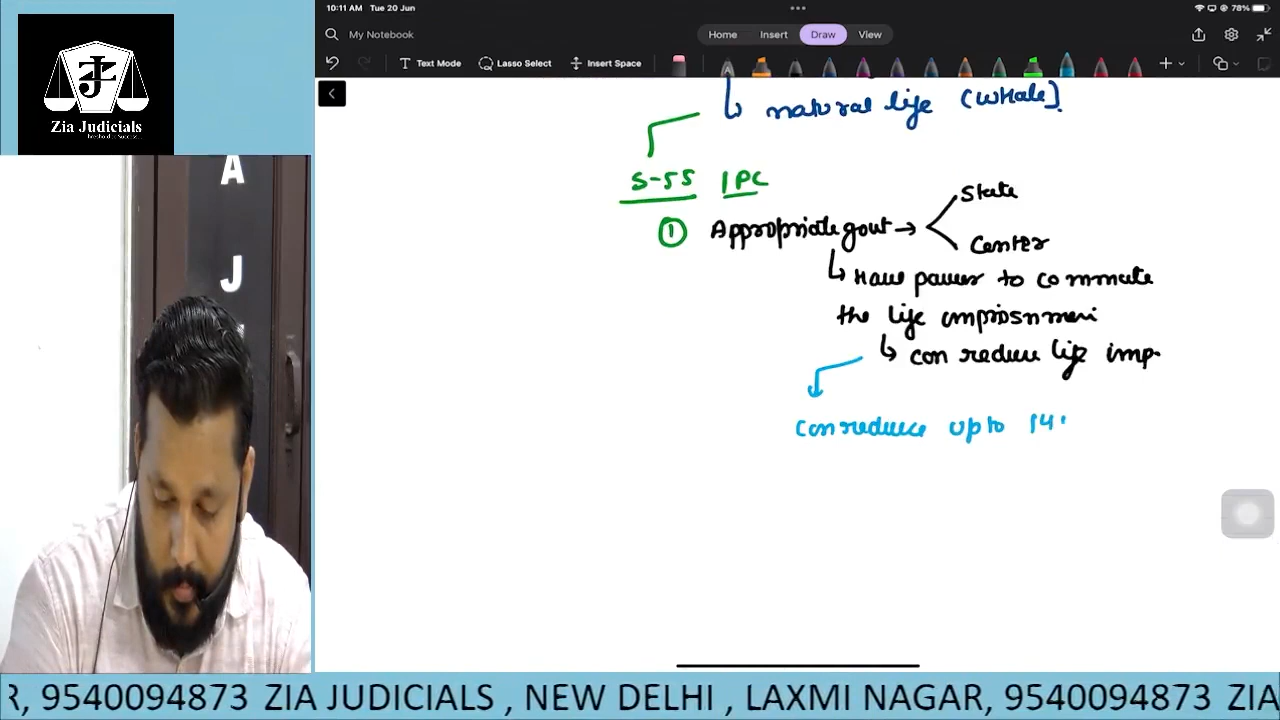 10:11 AM Tue 20 Jun
78%
My Notebook
Home Insert Draw View
Text Mode Lasso Select Insert Space
A
J
Zia Judicials
natural life (whole)
S-55 IPC
① Appropriate govt → State
Center
Have power to commute
the life
can reduce life imp.
can reduce upto 14
R, 9540094873 ZIA JUDICIALS , NEW DELHI , LAXMI NAGAR, 9540094873 ZIA